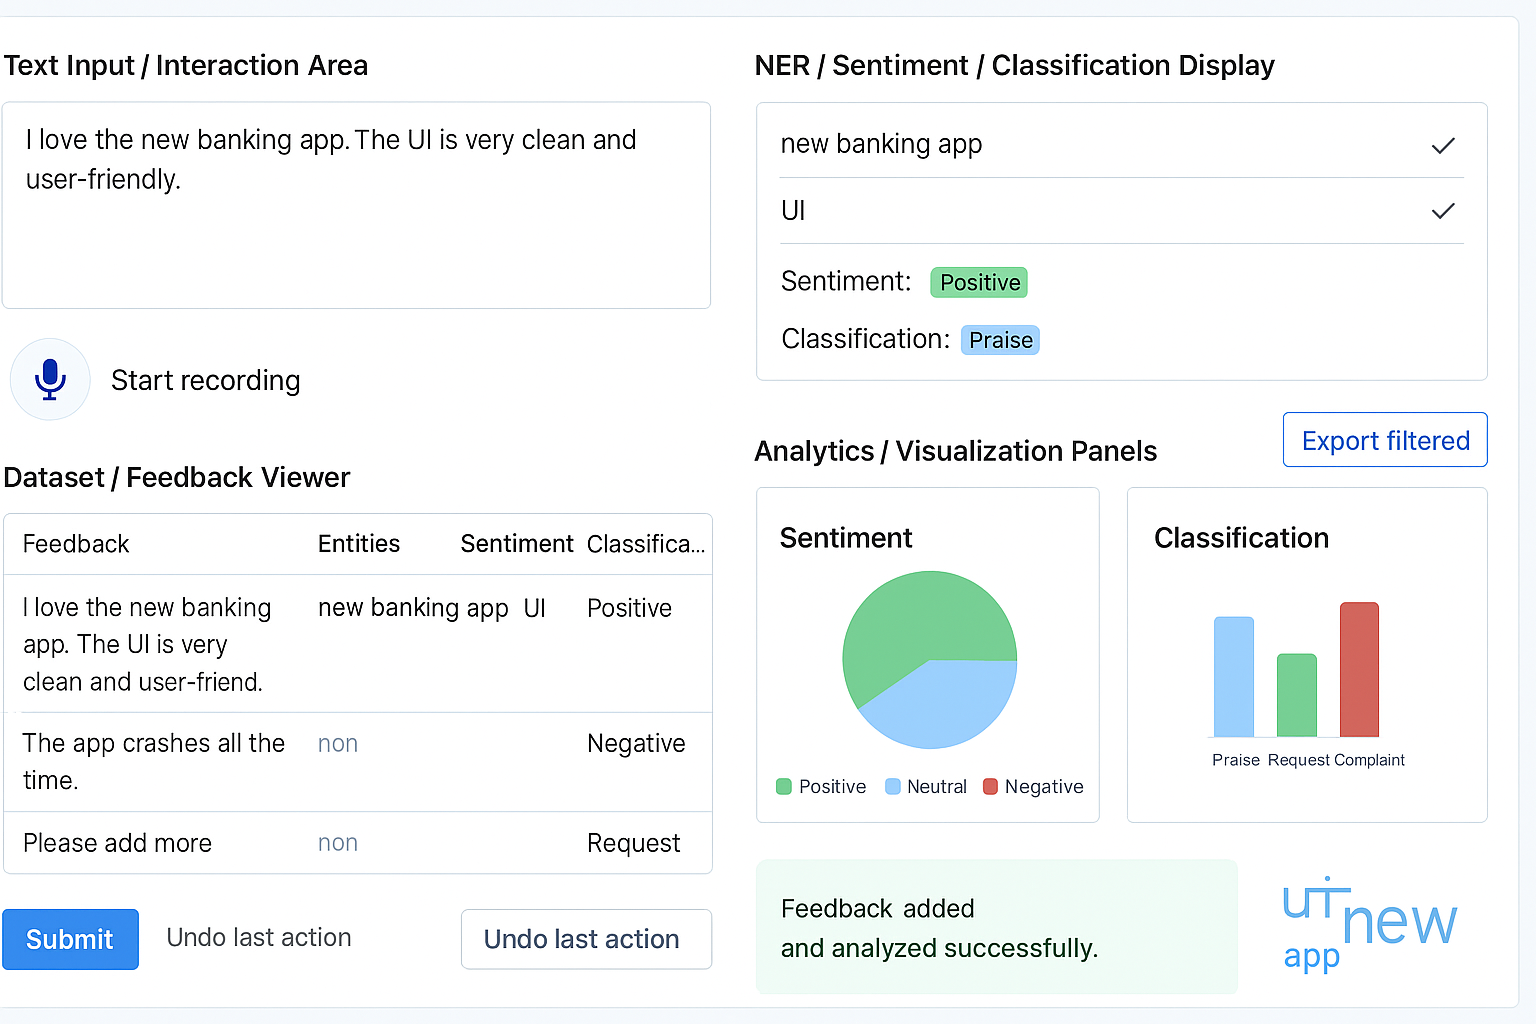 Text Input / Interaction Area
I love the new banking app. The UI is very clean and
user-friendly.
Start recording
Dataset / Feedback Viewer
Feedback Entities Sentiment Classifica...
I love the new banking new banking app UI Positive
app. The UI is very
clean and user-friend.
The app crashes all the non Negative
time.
Please add more non Request
Submit Undo last action Undo last action
NER / Sentiment / Classification Display
new banking app
UI
Sentiment: Positive
Classification: Praise
Analytics / Visualization Panels Export filtered
Sentiment
Positive Neutral Negative
Classification
Praise Request Complaint
Feedback added
and analyzed successfully.
new
app